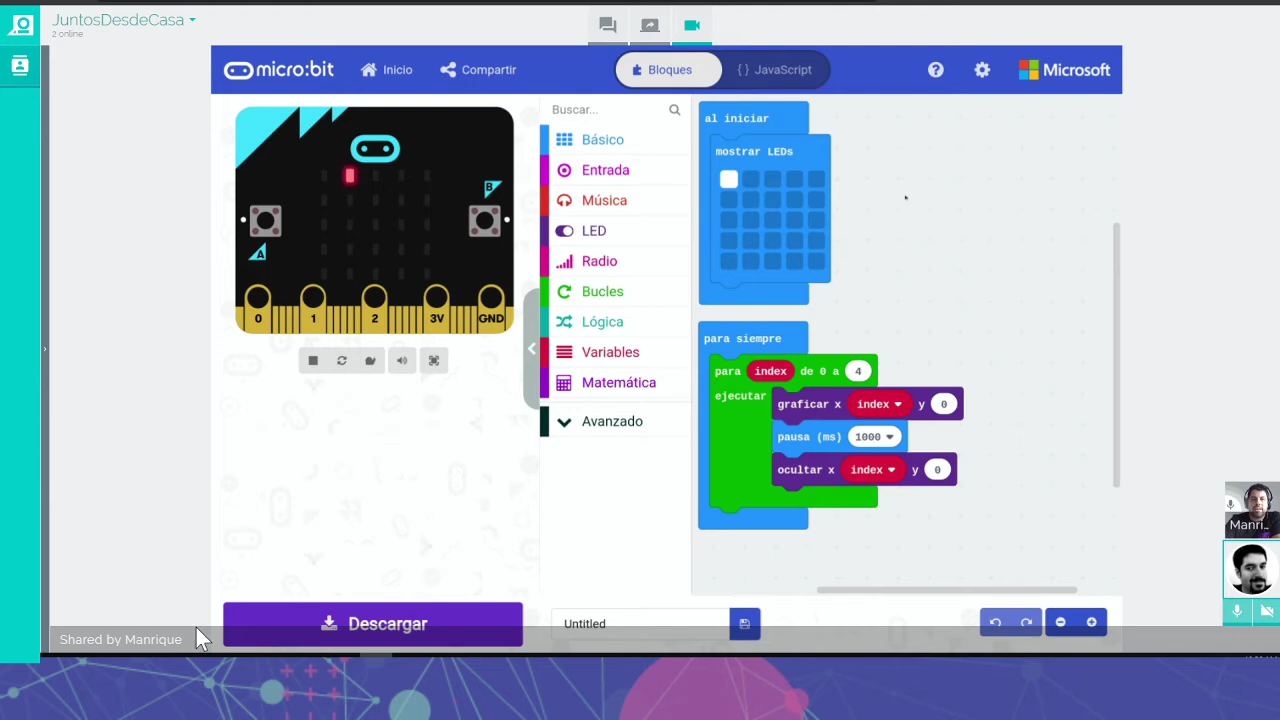 JuntosDesdeCasa
2 online
micro:bit
Inicio
Compartir
Bloques
{ } JavaScript
?
Microsoft
B
A
0 1 2 3V GND
Buscar...
Básico
Entrada
Música
LED
Radio
Bucles
Lógica
Variables
Matemática
Avanzado
al iniciar
mostrar LEDs
para siempre
para index de 0 a 4
ejecutar
graficar x index y 0
pausa (ms) 1000
ocultar x index y 0
Descargar
Untitled
Shared by Manrique
Manri...